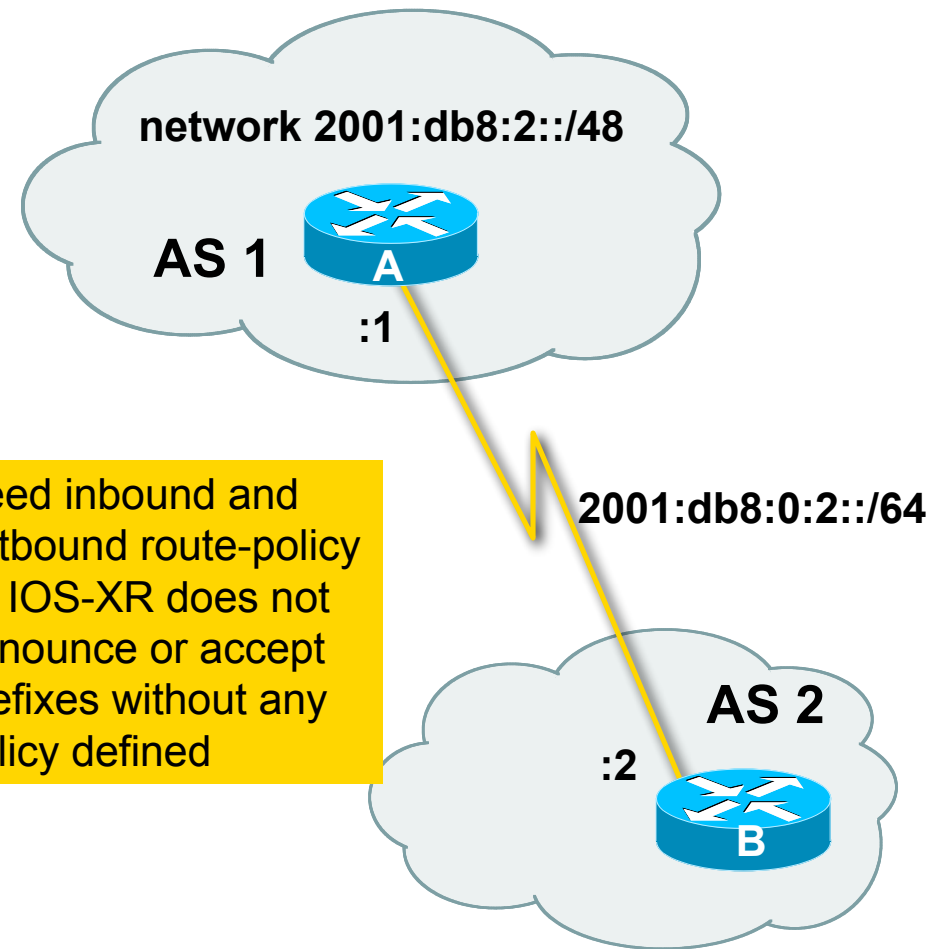 network 2001:db8:2::/48
AS 1
A
:1
eed inbound and
tbound route-policy
IOS-XR does not
nounce or accept
efixes without any
licy defined
2001:db8:0:2::/64
AS 2
:2
B